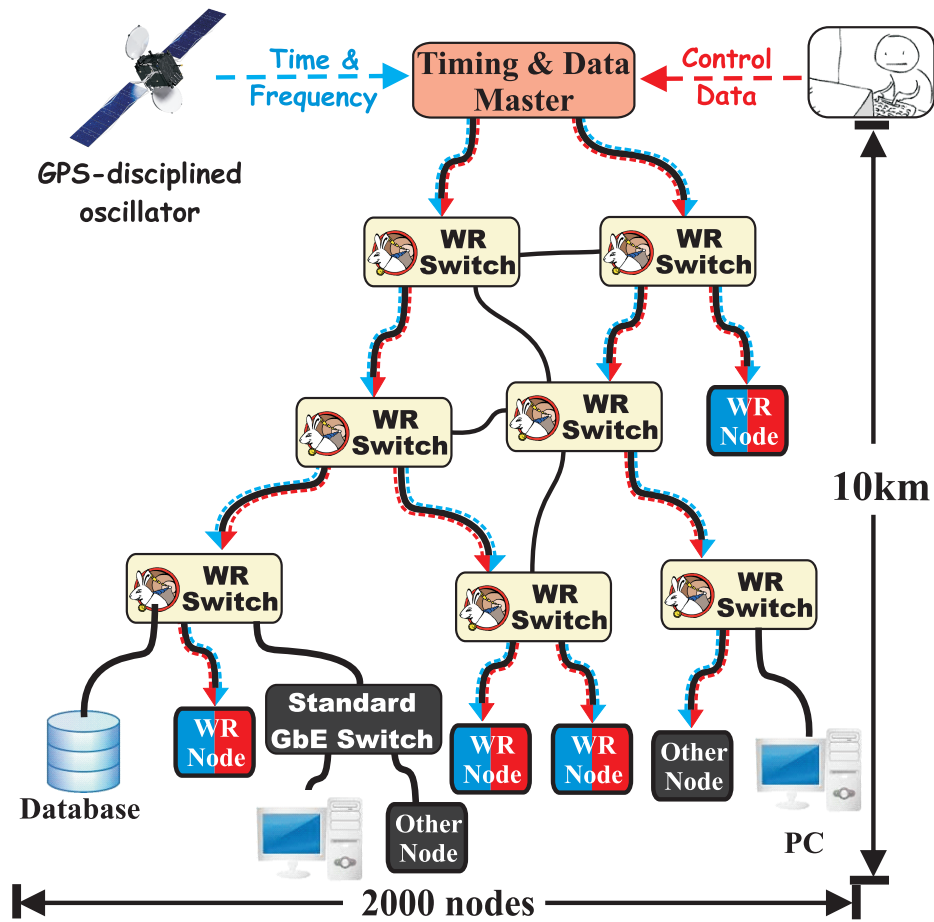 Time &
Frequency
Timing & Data
Master
Control
Data
GPS-disciplined
oscillator
WR
Switch
WR
Switch
WR
Switch
WR
Switch
WR
Node
10km
WR
Switch
WR
Switch
WR
Switch
Standard
GbE Switch
WR
Node
WR
Node
WR
Node
Other
Node
Database
Other
Node
PC
2000 nodes